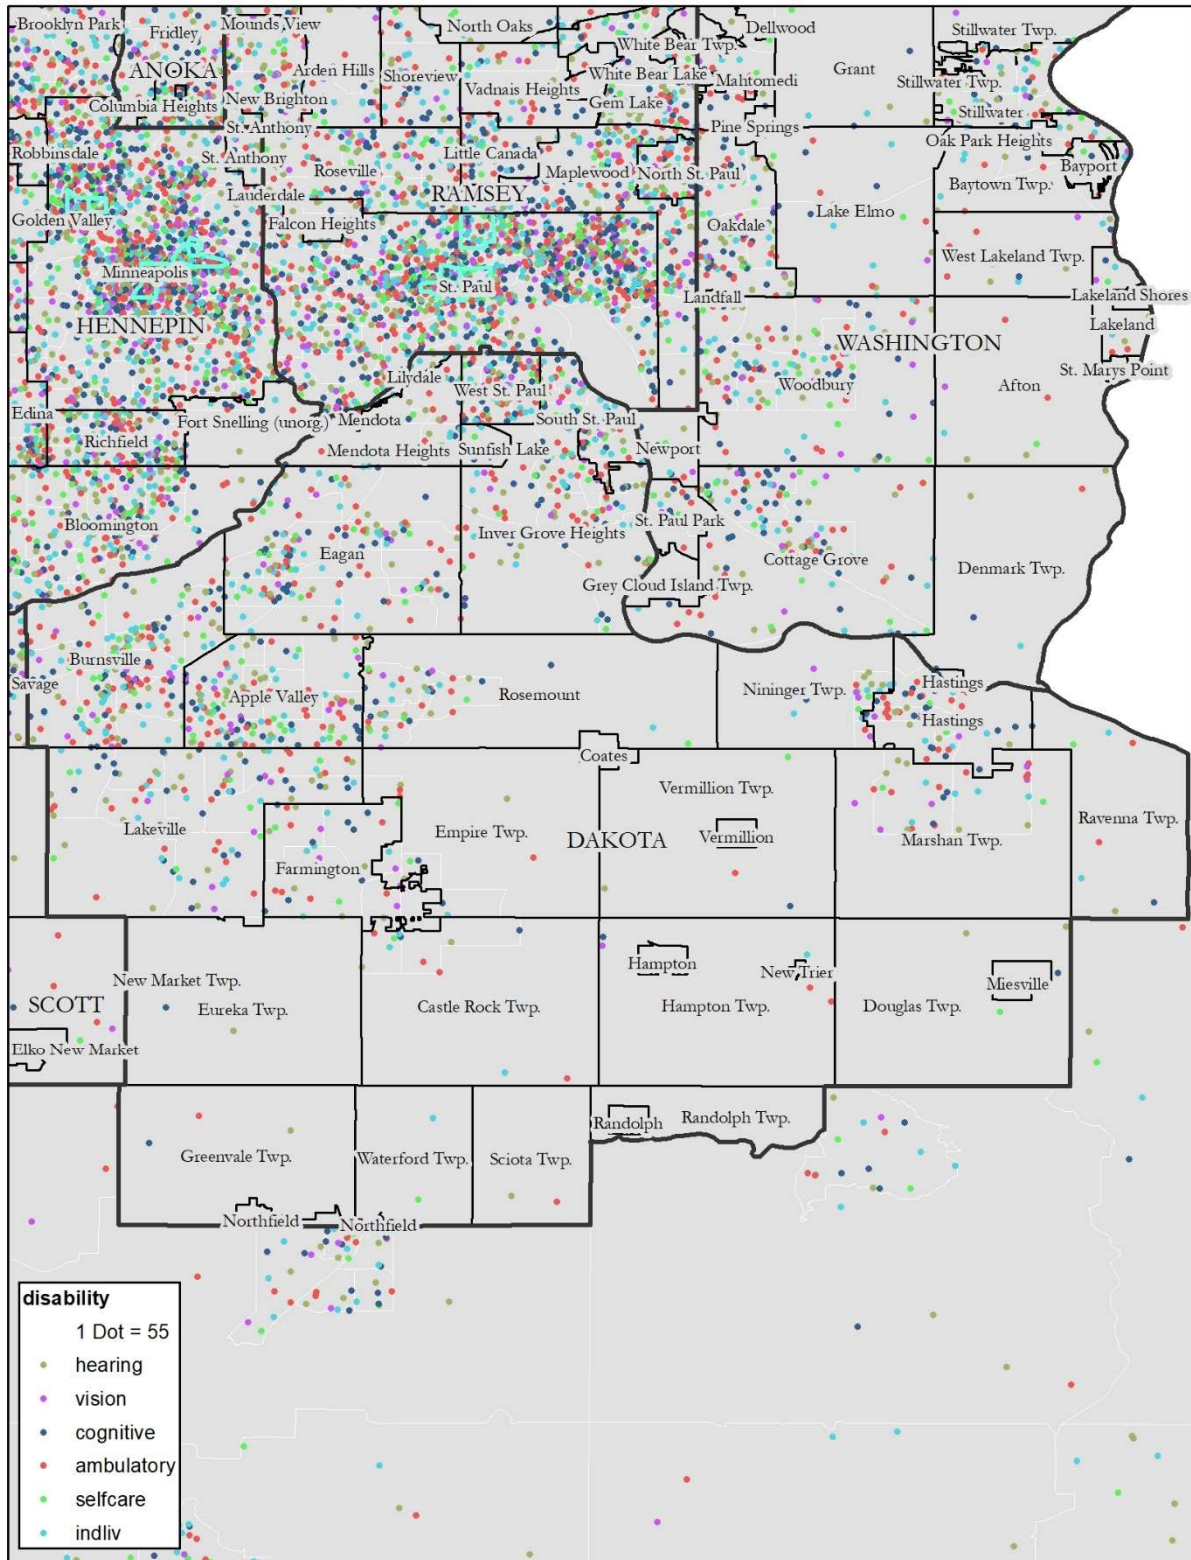 Brooklyn Park
Mounds View
Fridley
North Oaks
Dellwood
Stillwater Twp.
White Bear Twp.
ANOKA
Arden Hills
Shoreview
White Bear Lake
Mahtomedi
Grant
Stillwater Twp.
Columbia Heights
New Brighton
Vadnais Heights
Gem Lake
Stillwater
St. Anthony
Pine Springs
Oak Park Heights
Robbinsdale
St. Anthony
Roseville
Little Canada
Maplewood
North St. Paul
Bayport
RAMSEY
Baytown Twp.
Lauderdale
Golden Valley
Falcon Heights
Oakdale
Lake Elmo
Minneapolis
St. Paul
West Lakeland Twp.
Landfall
Lakeland Shores
HENNEPIN
Lakeland
WASHINGTON
Lilydale
West St. Paul
Woodbury
Afton
St. Marys Point
Edina
Fort Snelling (unorg.)
Mendota
South St. Paul
Richfield
Mendota Heights
Sunfish Lake
Newport
Bloomington
Eagan
Inver Grove Heights
St. Paul Park
Cottage Grove
Denmark Twp.
Grey Cloud Island Twp.
Burnsville
Savage
Apple Valley
Rosemount
Nininger Twp.
Hastings
Hastings
Coates
Vermillion Twp.
Lakeville
Empire Twp.
DAKOTA
Vermillion
Marshan Twp.
Ravenna Twp.
Farmington
New Market Twp.
Hampton
New Trier
Miesville
SCOTT
Eureka Twp.
Castle Rock Twp.
Hampton Twp.
Douglas Twp.
Elko New Market
Randolph
Randolph Twp.
Greenvale Twp.
Waterford Twp.
Sciota Twp.
Northfield
Northfield
disability
1 Dot = 55
hearing
vision
cognitive
ambulatory
selfcare
indliv